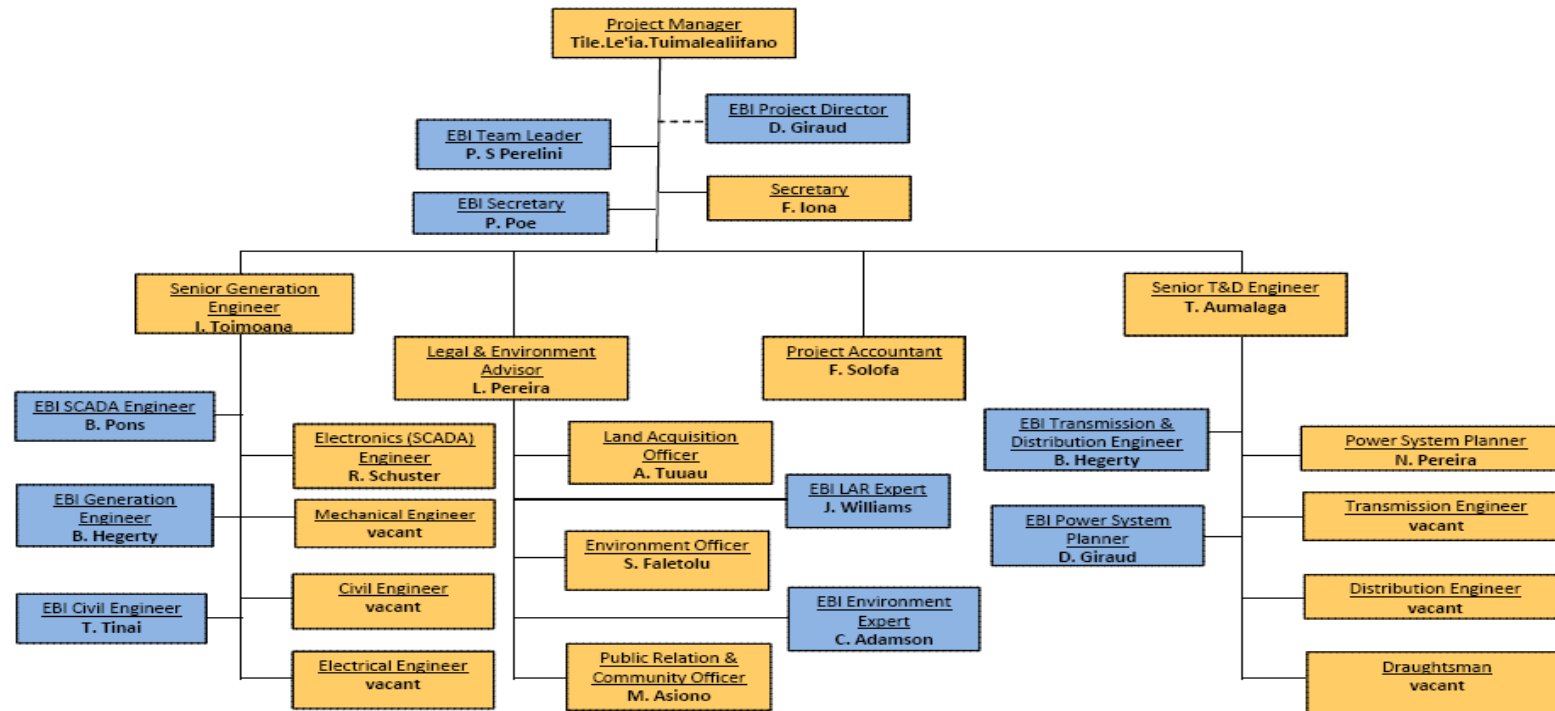 Project Manager
Tile.Le'ia.Tuimalealiifano
EBI Project Director
D. Giraud
EBI Team Leader
P. S Perelini
Secretary
F. Iona
EBI Secretary
P. Poe
Senior Generation
Engineer
I. Toimoana
Legal & Environment
Advisor
L. Pereira
Project Accountant
F. Solofa
Senior T&D Engineer
T. Aumalaga
EBI SCADA Engineer
B. Pons
Electronics (SCADA)
Engineer
R. Schuster
EBI Generation
Engineer
B. Hegerty
Mechanical Engineer
vacant
Civil Engineer
vacant
EBI Civil Engineer
T. Tinai
Electrical Engineer
vacant
Land Acquisition
Officer
A. Tuuau
EBI LAR Expert
J. Williams
Environment Officer
S. Faletolu
EBI Environment
Expert
C. Adamson
Public Relation &
Community Officer
M. Asiono
EBI Transmission &
Distribution Engineer
B. Hegerty
Power System Planner
N. Pereira
EBI Power System
Planner
D. Giraud
Transmission Engineer
vacant
Distribution Engineer
vacant
Draughtsman
vacant